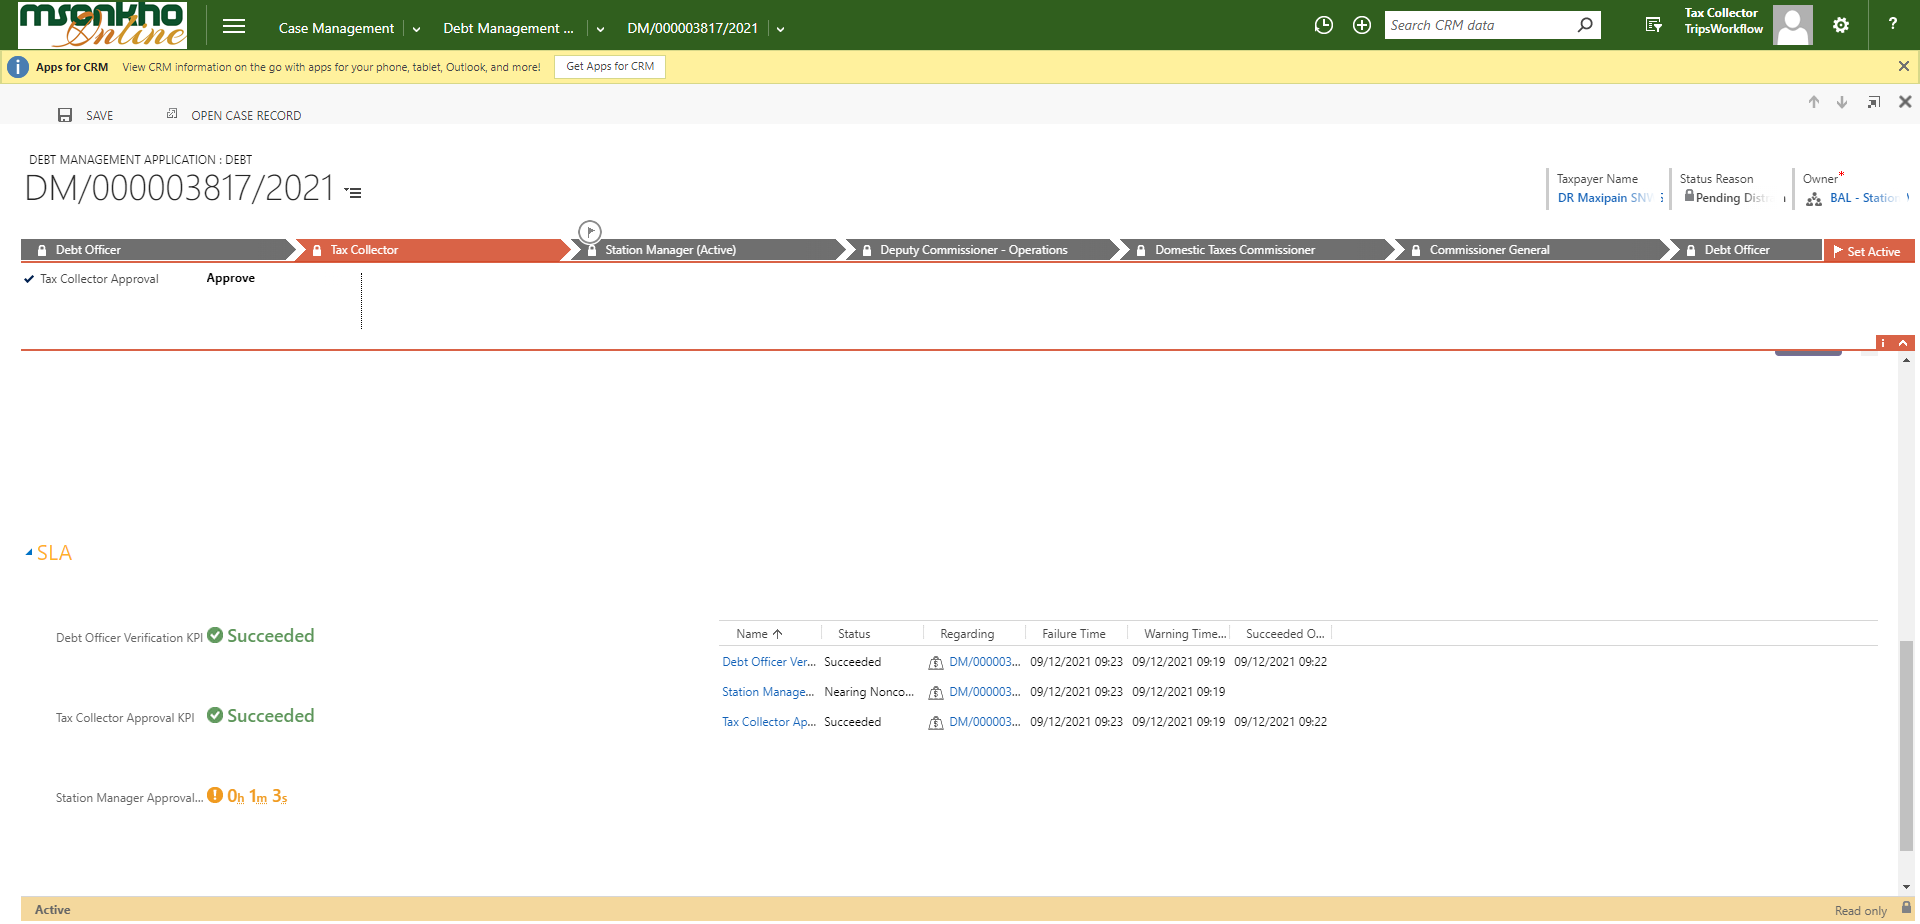 msonkho
Online
Case Management
Debt Management ...
DM/000003817/2021
Search CRM data
Tax Collector
TripsWorkflow
?
Apps for CRM
View CRM information on the go with apps for your phone, tablet, Outlook, and more!
Get Apps for CRM
SAVE
OPEN CASE RECORD
DEBT MANAGEMENT APPLICATION : DEBT
DM/000003817/2021
Taxpayer Name
DR Maxipain SNV
Status Reason
Pending Dist
Owner*
BAL - Station
Debt Officer
Tax Collector
Station Manager (Active)
Deputy Commissioner - Operations
Domestic Taxes Commissioner
Commissioner General
Debt Officer
Set Active
Tax Collector Approval
Approve
SLA
Debt Officer Verification KPI
Succeeded
Tax Collector Approval KPI
Succeeded
Station Manager Approval...
0h 1m 3s
Name Status Regarding Failure Time Warning Time... Succeeded O...
Debt Officer Ver... Succeeded DM/000003... 09/12/2021 09:23 09/12/2021 09:19 09/12/2021 09:22
Station Manage... Nearing Nonco... DM/000003... 09/12/2021 09:23 09/12/2021 09:19
Tax Collector Ap... Succeeded DM/000003... 09/12/2021 09:23 09/12/2021 09:19 09/12/2021 09:22
Active
Read only